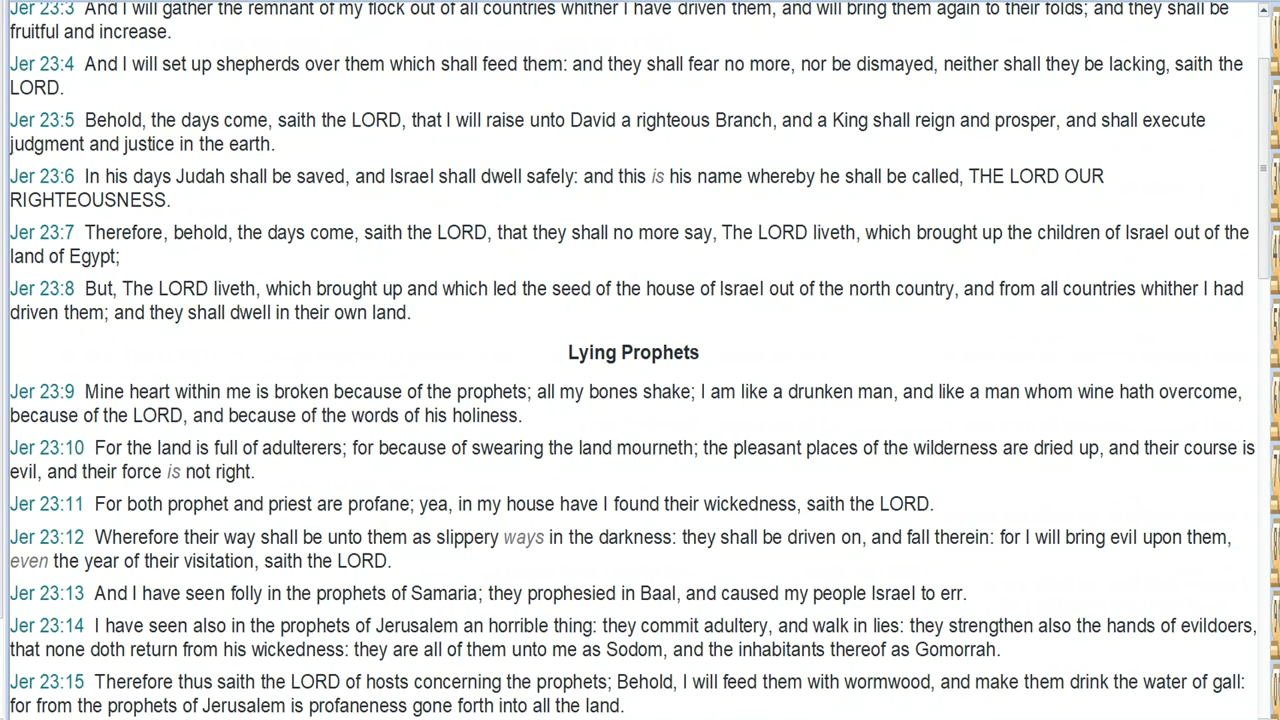 Jer 23:3  And I will gather the remnant of my flock out of all countries whither I have driven them, and will bring them again to their folds; and they shall be
fruitful and increase.
Jer 23:4  And I will set up shepherds over them which shall feed them: and they shall fear no more, nor be dismayed, neither shall they be lacking, saith the
LORD.
Jer 23:5  Behold, the days come, saith the LORD, that I will raise unto David a righteous Branch, and a King shall reign and prosper, and shall execute
judgment and justice in the earth.
Jer 23:6  In his days Judah shall be saved, and Israel shall dwell safely: and this is his name whereby he shall be called, THE LORD OUR
RIGHTEOUSNESS.
Jer 23:7  Therefore, behold, the days come, saith the LORD, that they shall no more say, The LORD liveth, which brought up the children of Israel out of the
land of Egypt;
Jer 23:8  But, The LORD liveth, which brought up and which led the seed of the house of Israel out of the north country, and from all countries whither I had
driven them; and they shall dwell in their own land.
Lying Prophets
Jer 23:9  Mine heart within me is broken because of the prophets; all my bones shake; I am like a drunken man, and like a man whom wine hath overcome,
because of the LORD, and because of the words of his holiness.
Jer 23:10  For the land is full of adulterers; for because of swearing the land mourneth; the pleasant places of the wilderness are dried up, and their course is
evil, and their force is not right.
Jer 23:11  For both prophet and priest are profane; yea, in my house have I found their wickedness, saith the LORD.
Jer 23:12  Wherefore their way shall be unto them as slippery ways in the darkness: they shall be driven on, and fall therein: for I will bring evil upon them,
even the year of their visitation, saith the LORD.
Jer 23:13  And I have seen folly in the prophets of Samaria; they prophesied in Baal, and caused my people Israel to err.
Jer 23:14  I have seen also in the prophets of Jerusalem an horrible thing: they commit adultery, and walk in lies: they strengthen also the hands of evildoers,
that none doth return from his wickedness: they are all of them unto me as Sodom, and the inhabitants thereof as Gomorrah.
Jer 23:15  Therefore thus saith the LORD of hosts concerning the prophets; Behold, I will feed them with wormwood, and make them drink the water of gall:
for from the prophets of Jerusalem is profaneness gone forth into all the land.